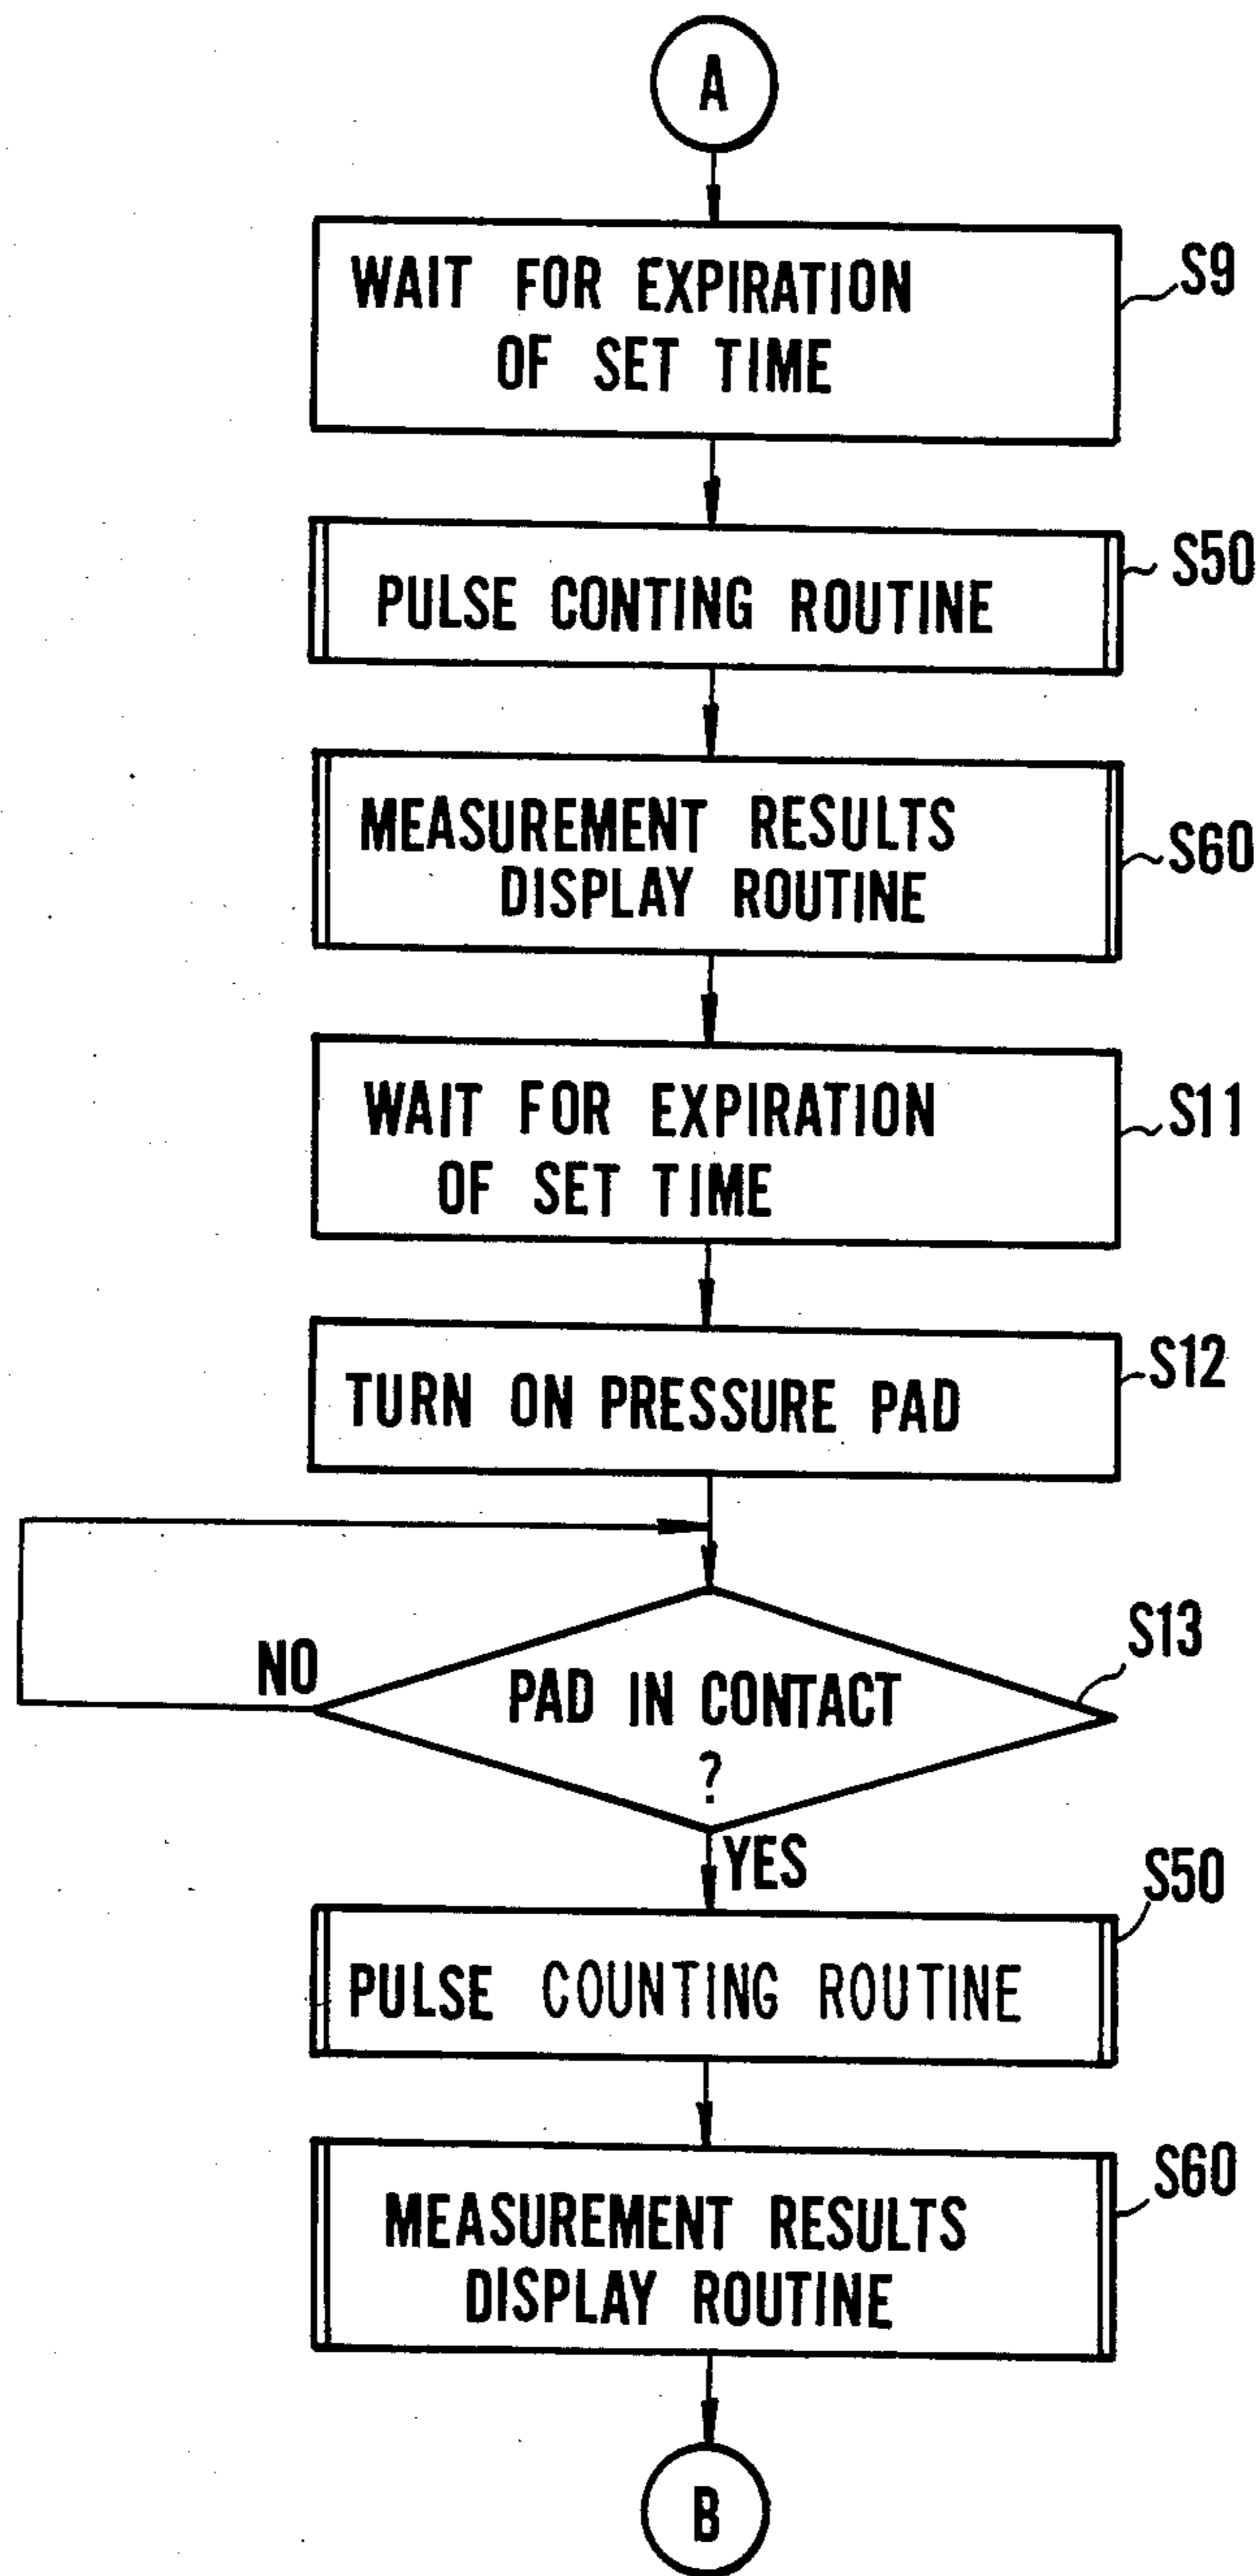 A
WAIT FOR EXPIRATION
OF SET TIME
S9
PULSE CONTING ROUTINE
S50
MEASUREMENT RESULTS
DISPLAY ROUTINE
S60
WAIT FOR EXPIRATION
OF SET TIME
S11
TURN ON PRESSURE PAD
S12
PAD IN CONTACT
?
S13
NO
YES
PULSE COUNTING ROUTINE
S50
MEASUREMENT RESULTS
DISPLAY ROUTINE
S60
B